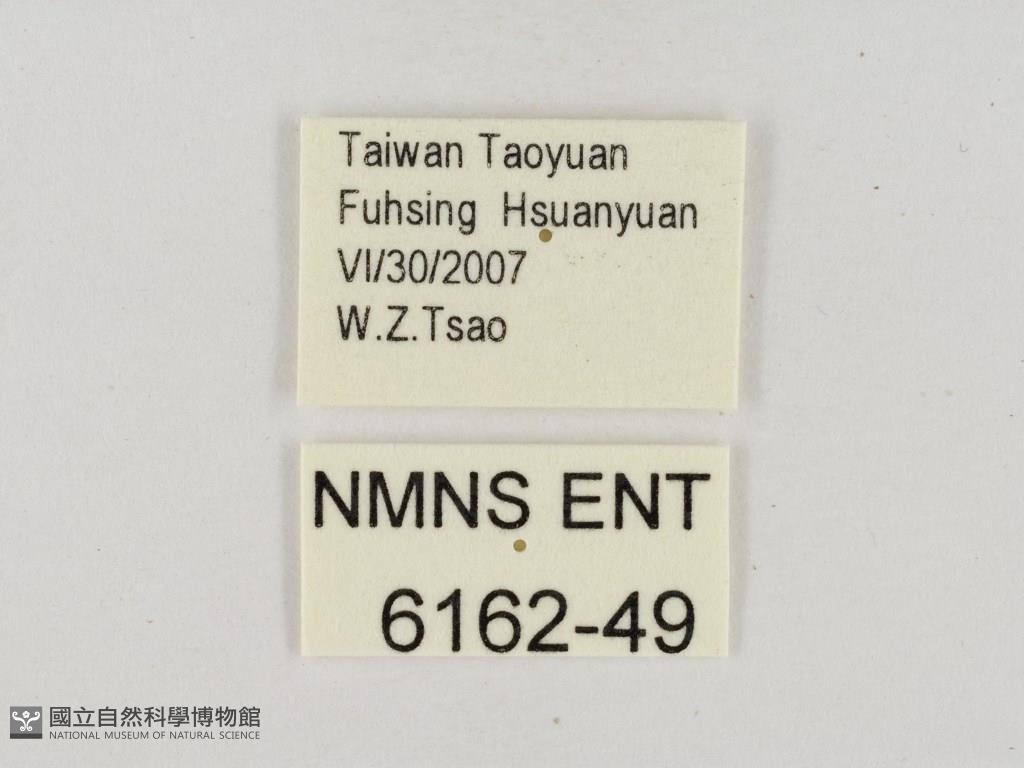 Taiwan Taoyuan
Fuhsing Hsuanyuan
VI/30/2007
W.Z.Tsao
NMNS ENT
6162-49
國立自然科學博物館
NATIONAL MUSEUM OF NATURAL SCIENCE